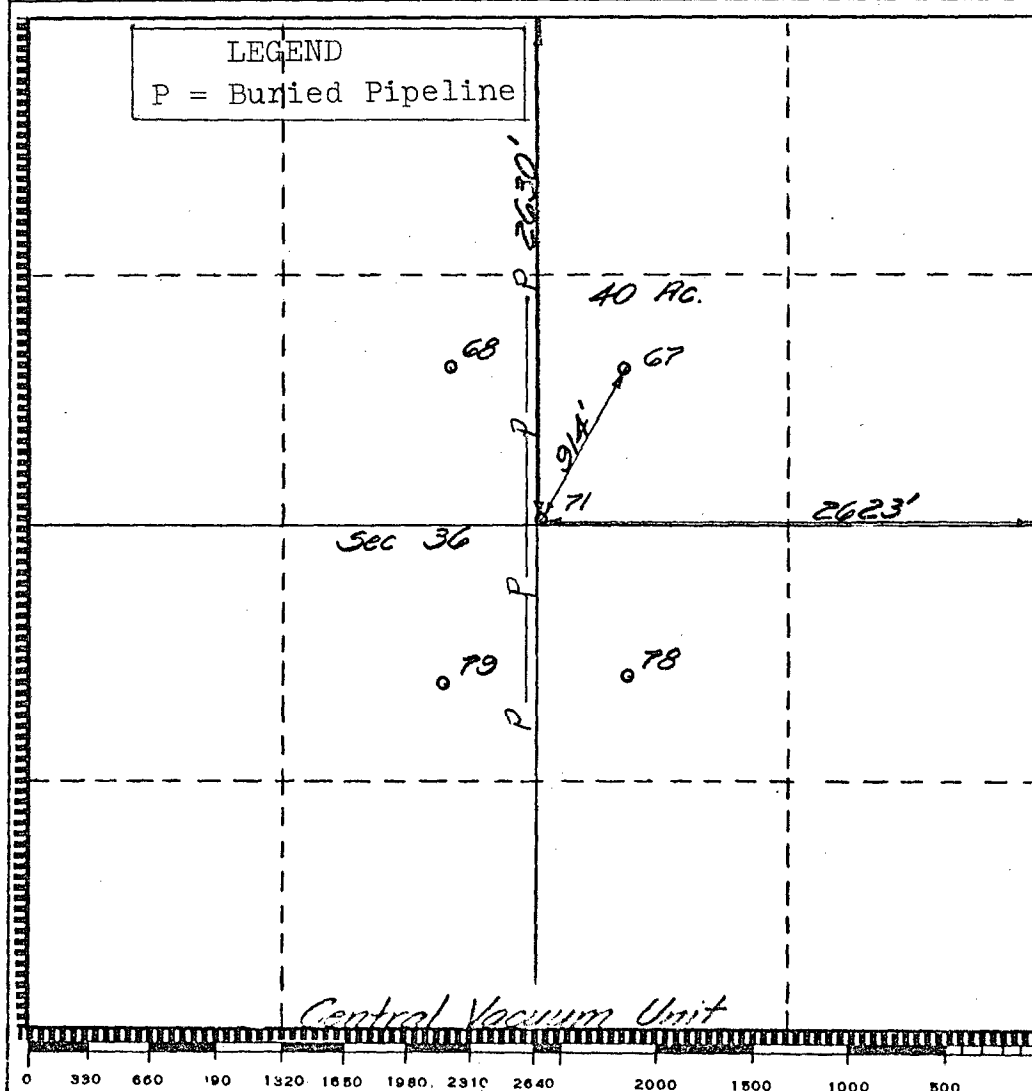 LEGEND
P = Buried Pipeline
2630'
P
40 Ac.
68
67
P
914'
71
2623'
Sec 36
P
79
78
P
Central Vacuum Unit
0 330 660 190 1320 1650 1980. 2310 2640 2000 1500 1000 500